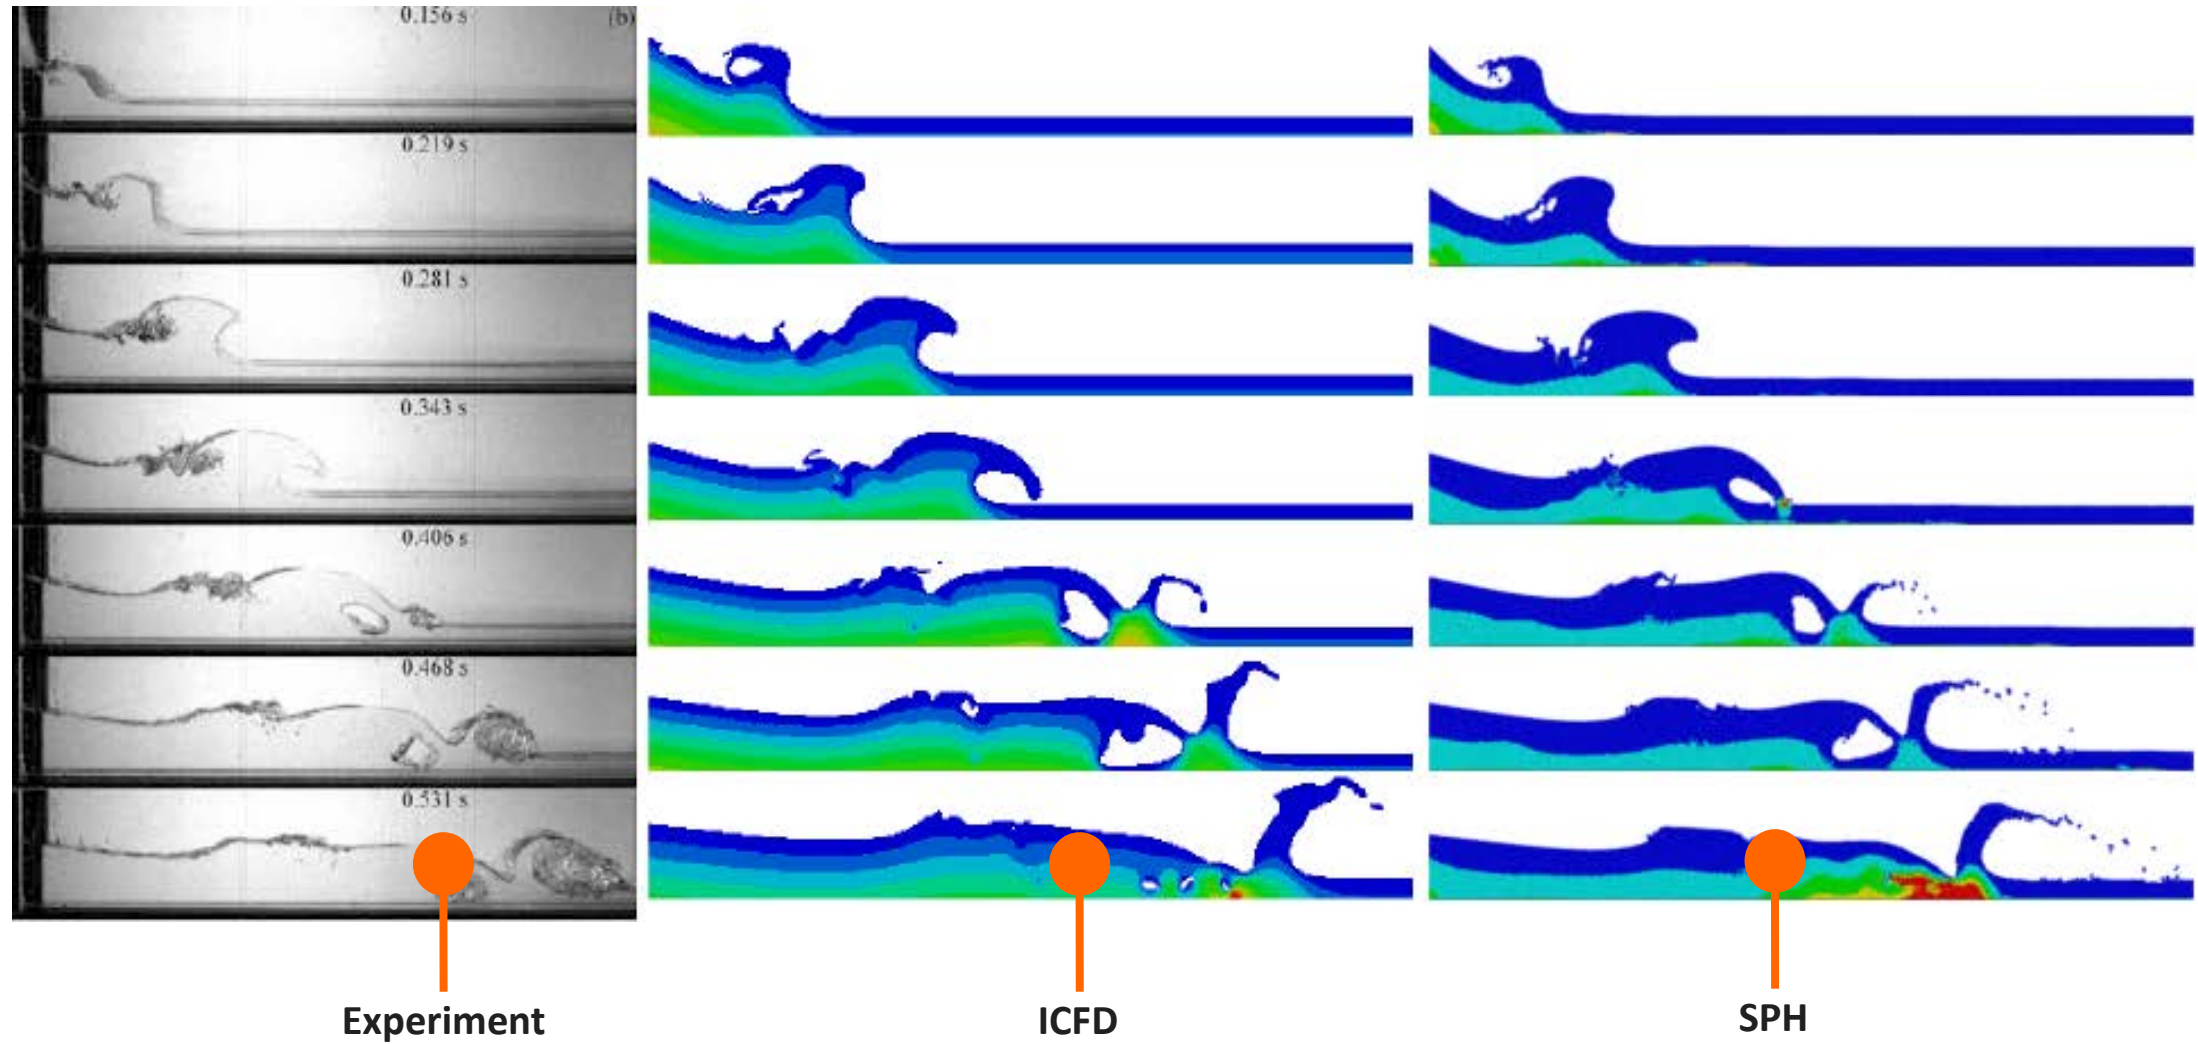 0.156 s
(b)
0.219 s
0.281 s
0.343 s
0.406 s
0.468 s
0.531 s
Experiment
ICFD
SPH